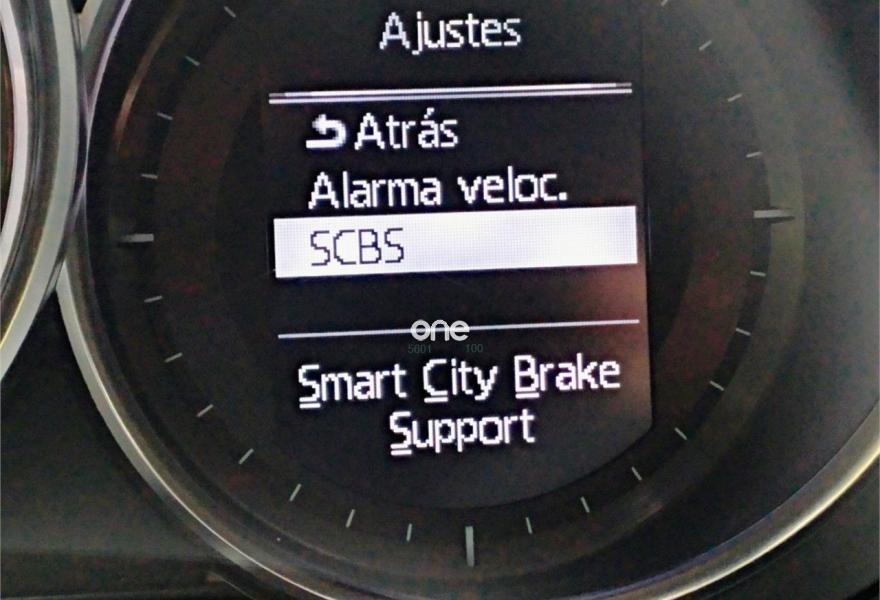 Ajustes
Atrás
Alarma veloc.
SCBS
one
5601 100
Smart City Brake
Support